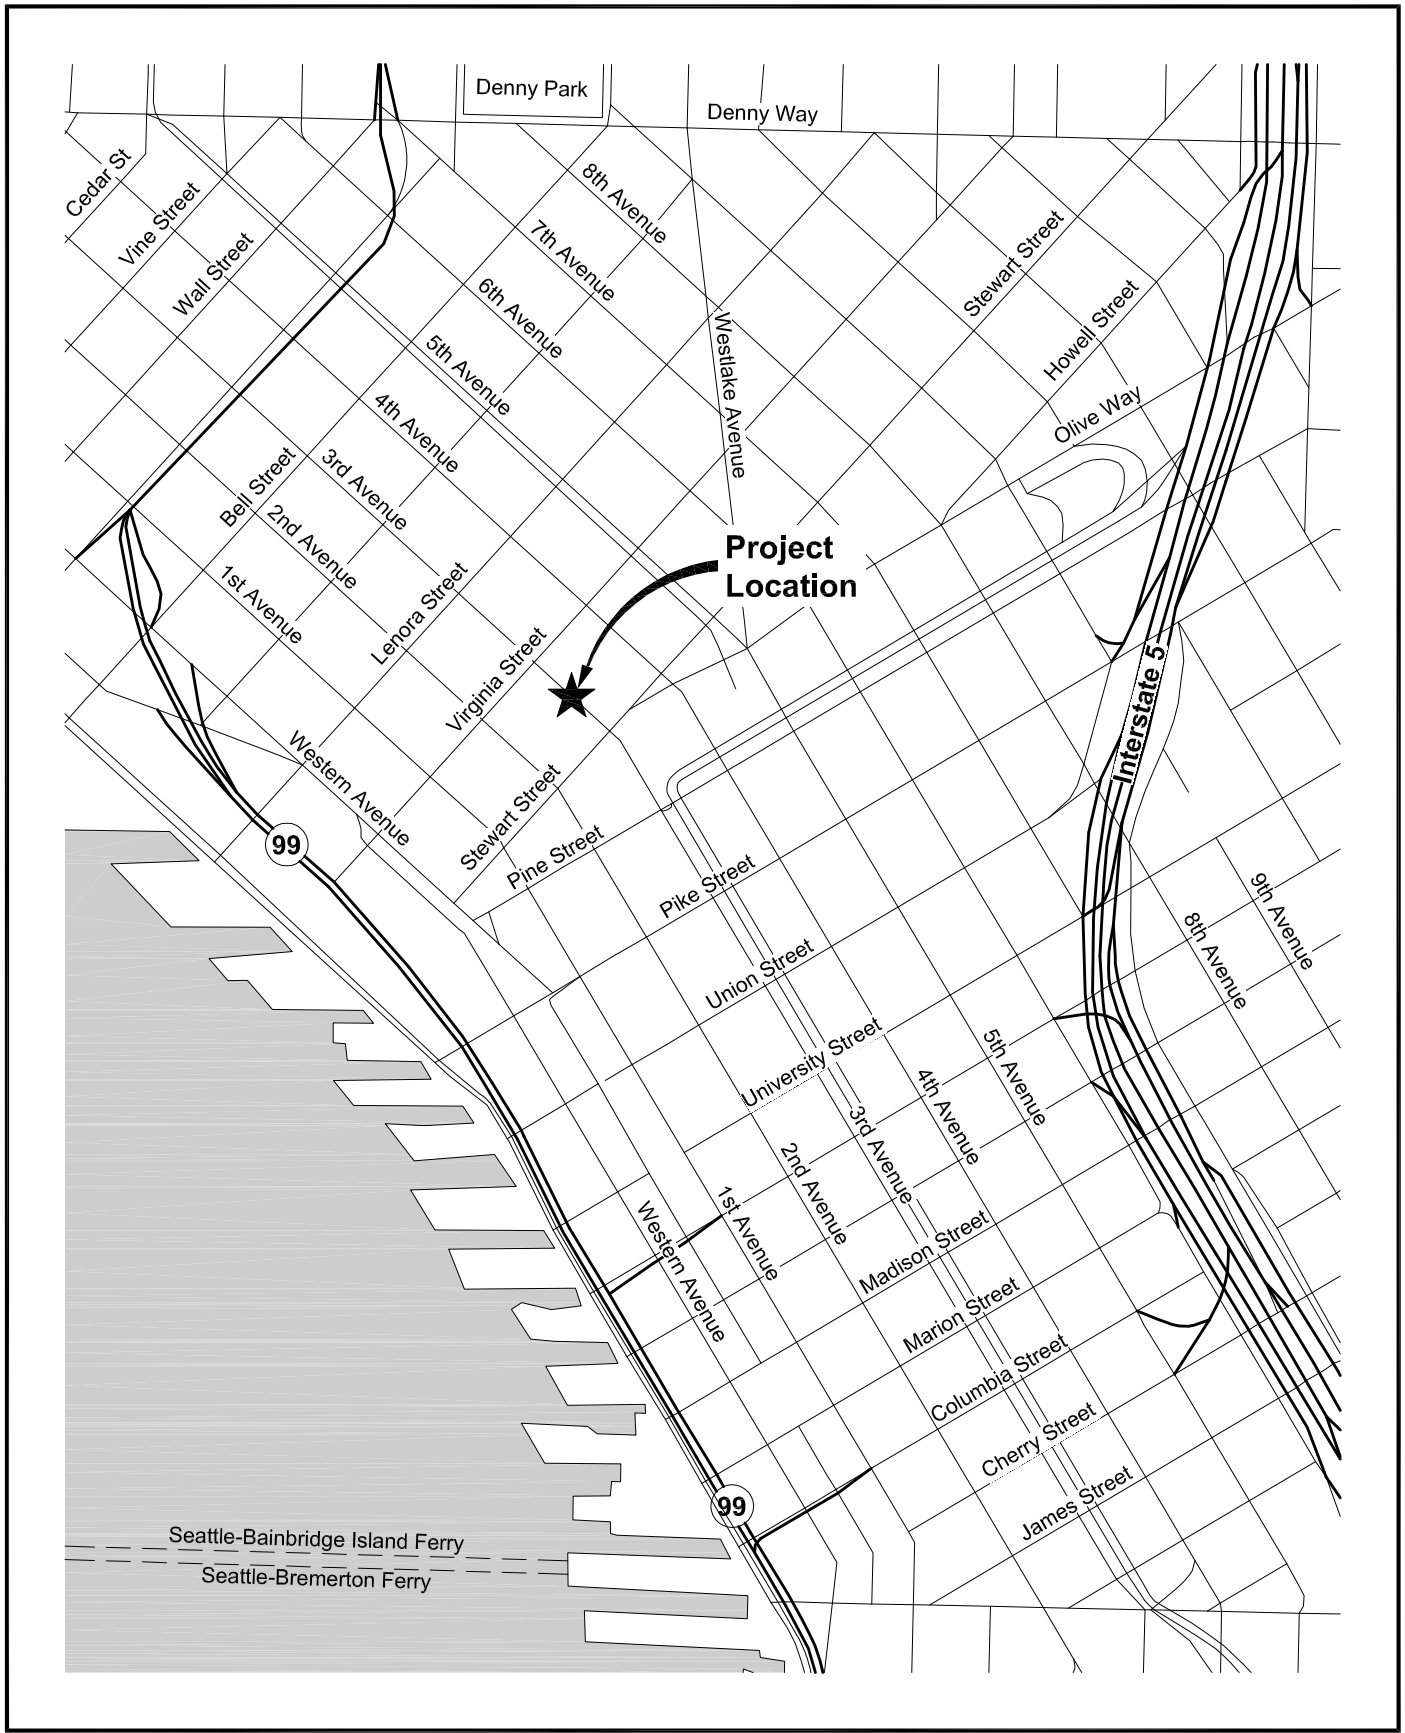 Denny Park
Denny Way
Cedar St
Vine Street
Wall Street
8th Avenue
7th Avenue
6th Avenue
5th Avenue
4th Avenue
3rd Avenue
2nd Avenue
1st Avenue
Westlake Avenue
Stewart Street
Howell Street
Olive Way
Bell Street
Lenora Street
Virginia Street
Project
Location
Interstate 5
Western Avenue
Stewart Street
Pine Street
Pike Street
Union Street
University Street
99
9th Avenue
8th Avenue
5th Avenue
4th Avenue
3rd Avenue
2nd Avenue
1st Avenue
Western Avenue
Madison Street
Marion Street
Columbia Street
Cherry Street
James Street
99
Seattle-Bainbridge Island Ferry
Seattle-Bremerton Ferry